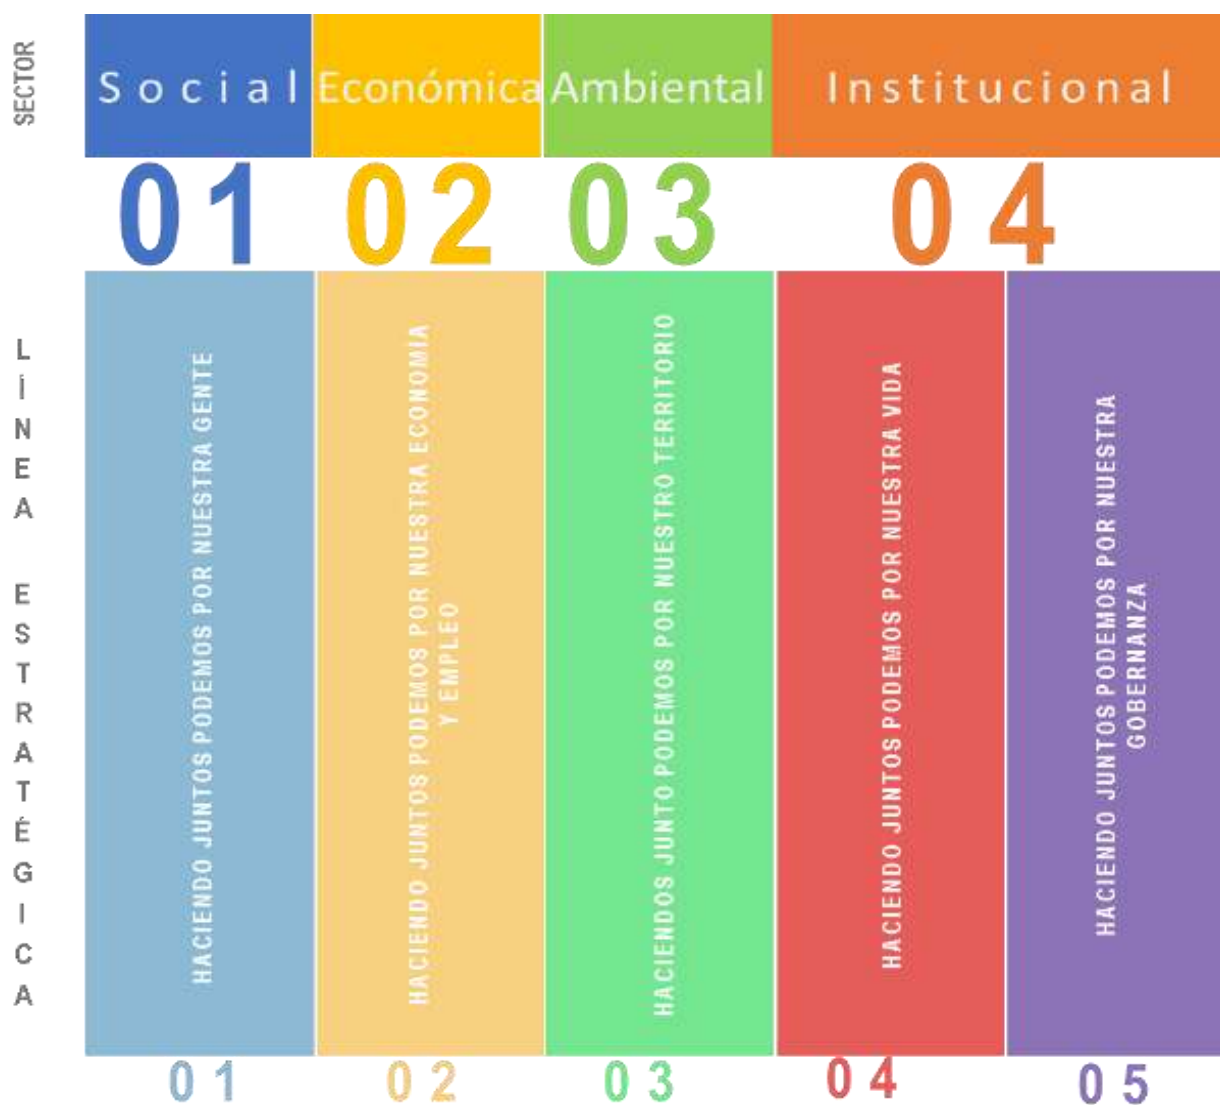 SECTOR
Social
Económica
Ambiental
Institucional
01
02
03
04
LÍNEA ESTRATÉGICA
HACIENDO JUNTOS PODEMOS POR NUESTRA GENTE
HACIENDO JUNTOS PODEMOS POR NUESTRA ECONOMÍA
Y EMPLEO
HACIENDOS JUNTO PODEMOS POR NUESTRO TERRITORIO
HACIENDO JUNTOS PODEMOS POR NUESTRA VIDA
HACIENDO JUNTOS PODEMOS POR NUESTRA
GOBERNANZA
01
02
03
04
05